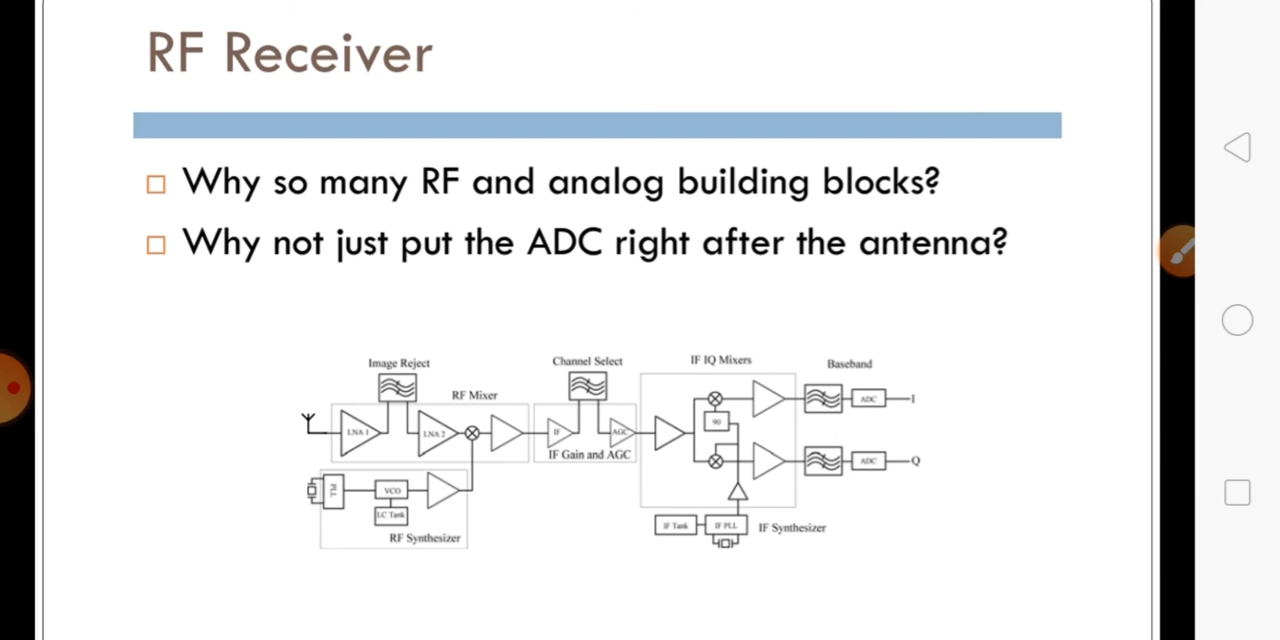 RF Receiver
Why so many RF and analog building blocks?
Why not just put the ADC right after the antenna?
Image Reject
Channel Select
IF IQ Mixers
Baseband
RF Mixer
LNA 1
LNA 2
IF
AGC
90
ADC
I
IF Gain and AGC
ADC
Q
PLL
VCO
LC Tank
RF Synthesizer
IF Tank
IF PLL
IF Synthesizer